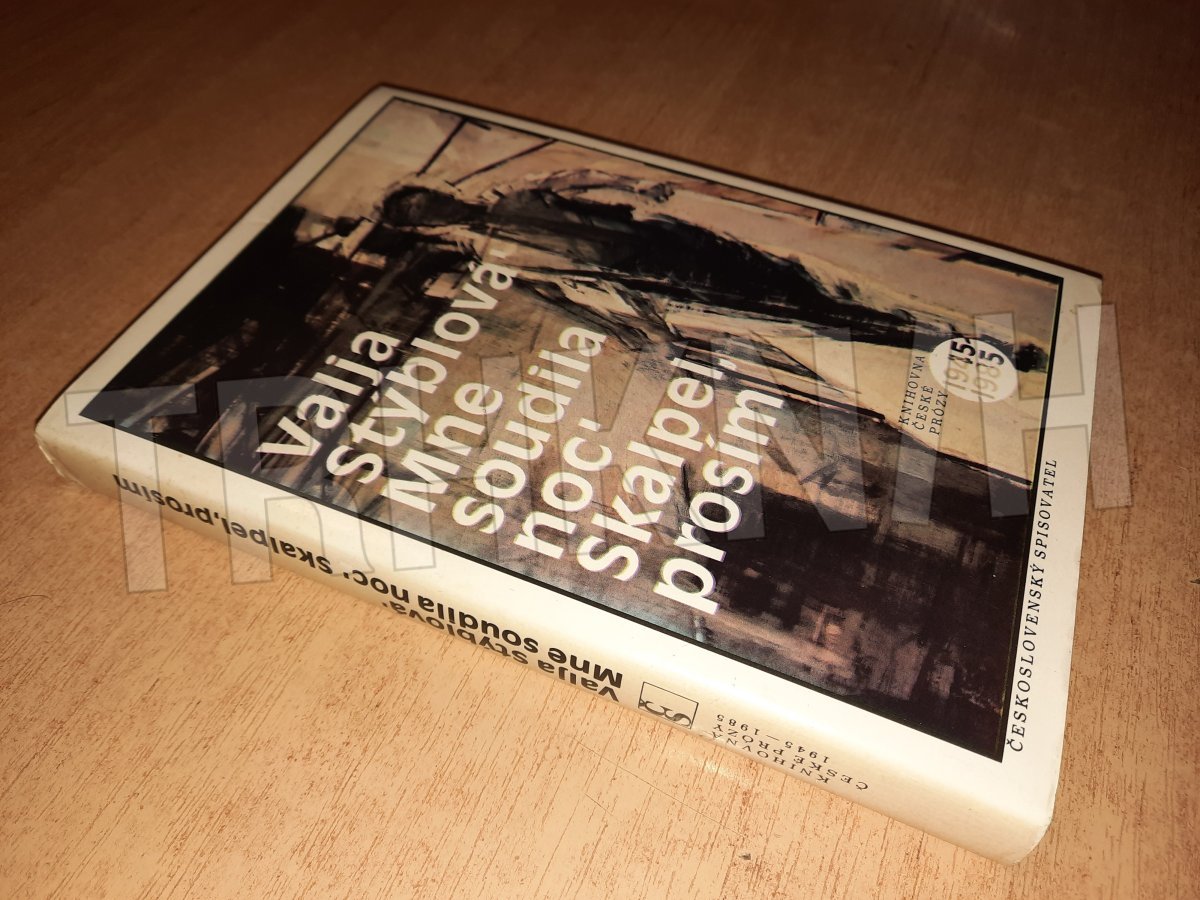 Valja
Stýblová·
Mne
soudila
noc·
Skalpel,
prosím
KNIHOVNA
ČESKÉ
PRÓZY
1945-
1985
ČESKOSLOVENSKÝ SPISOVATEL
Valja Stýblová·
Mne soudila noc· Skalpel, prosím
KNIHOVNA
ČESKÉ PRÓZY
1945–1985